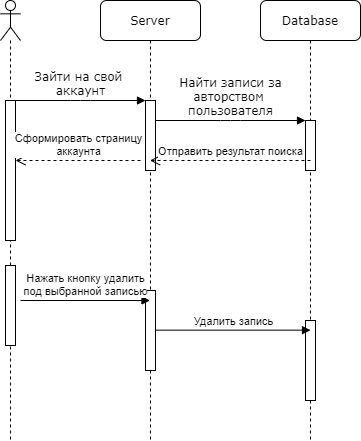 Server
Database
Зайти на свой
аккаунт
Найти записи за
авторством
пользователя
Сформировать страницу
аккаунта
Отправить результат поиска
Нажать кнопку удалить
под выбранной записью
Удалить запись